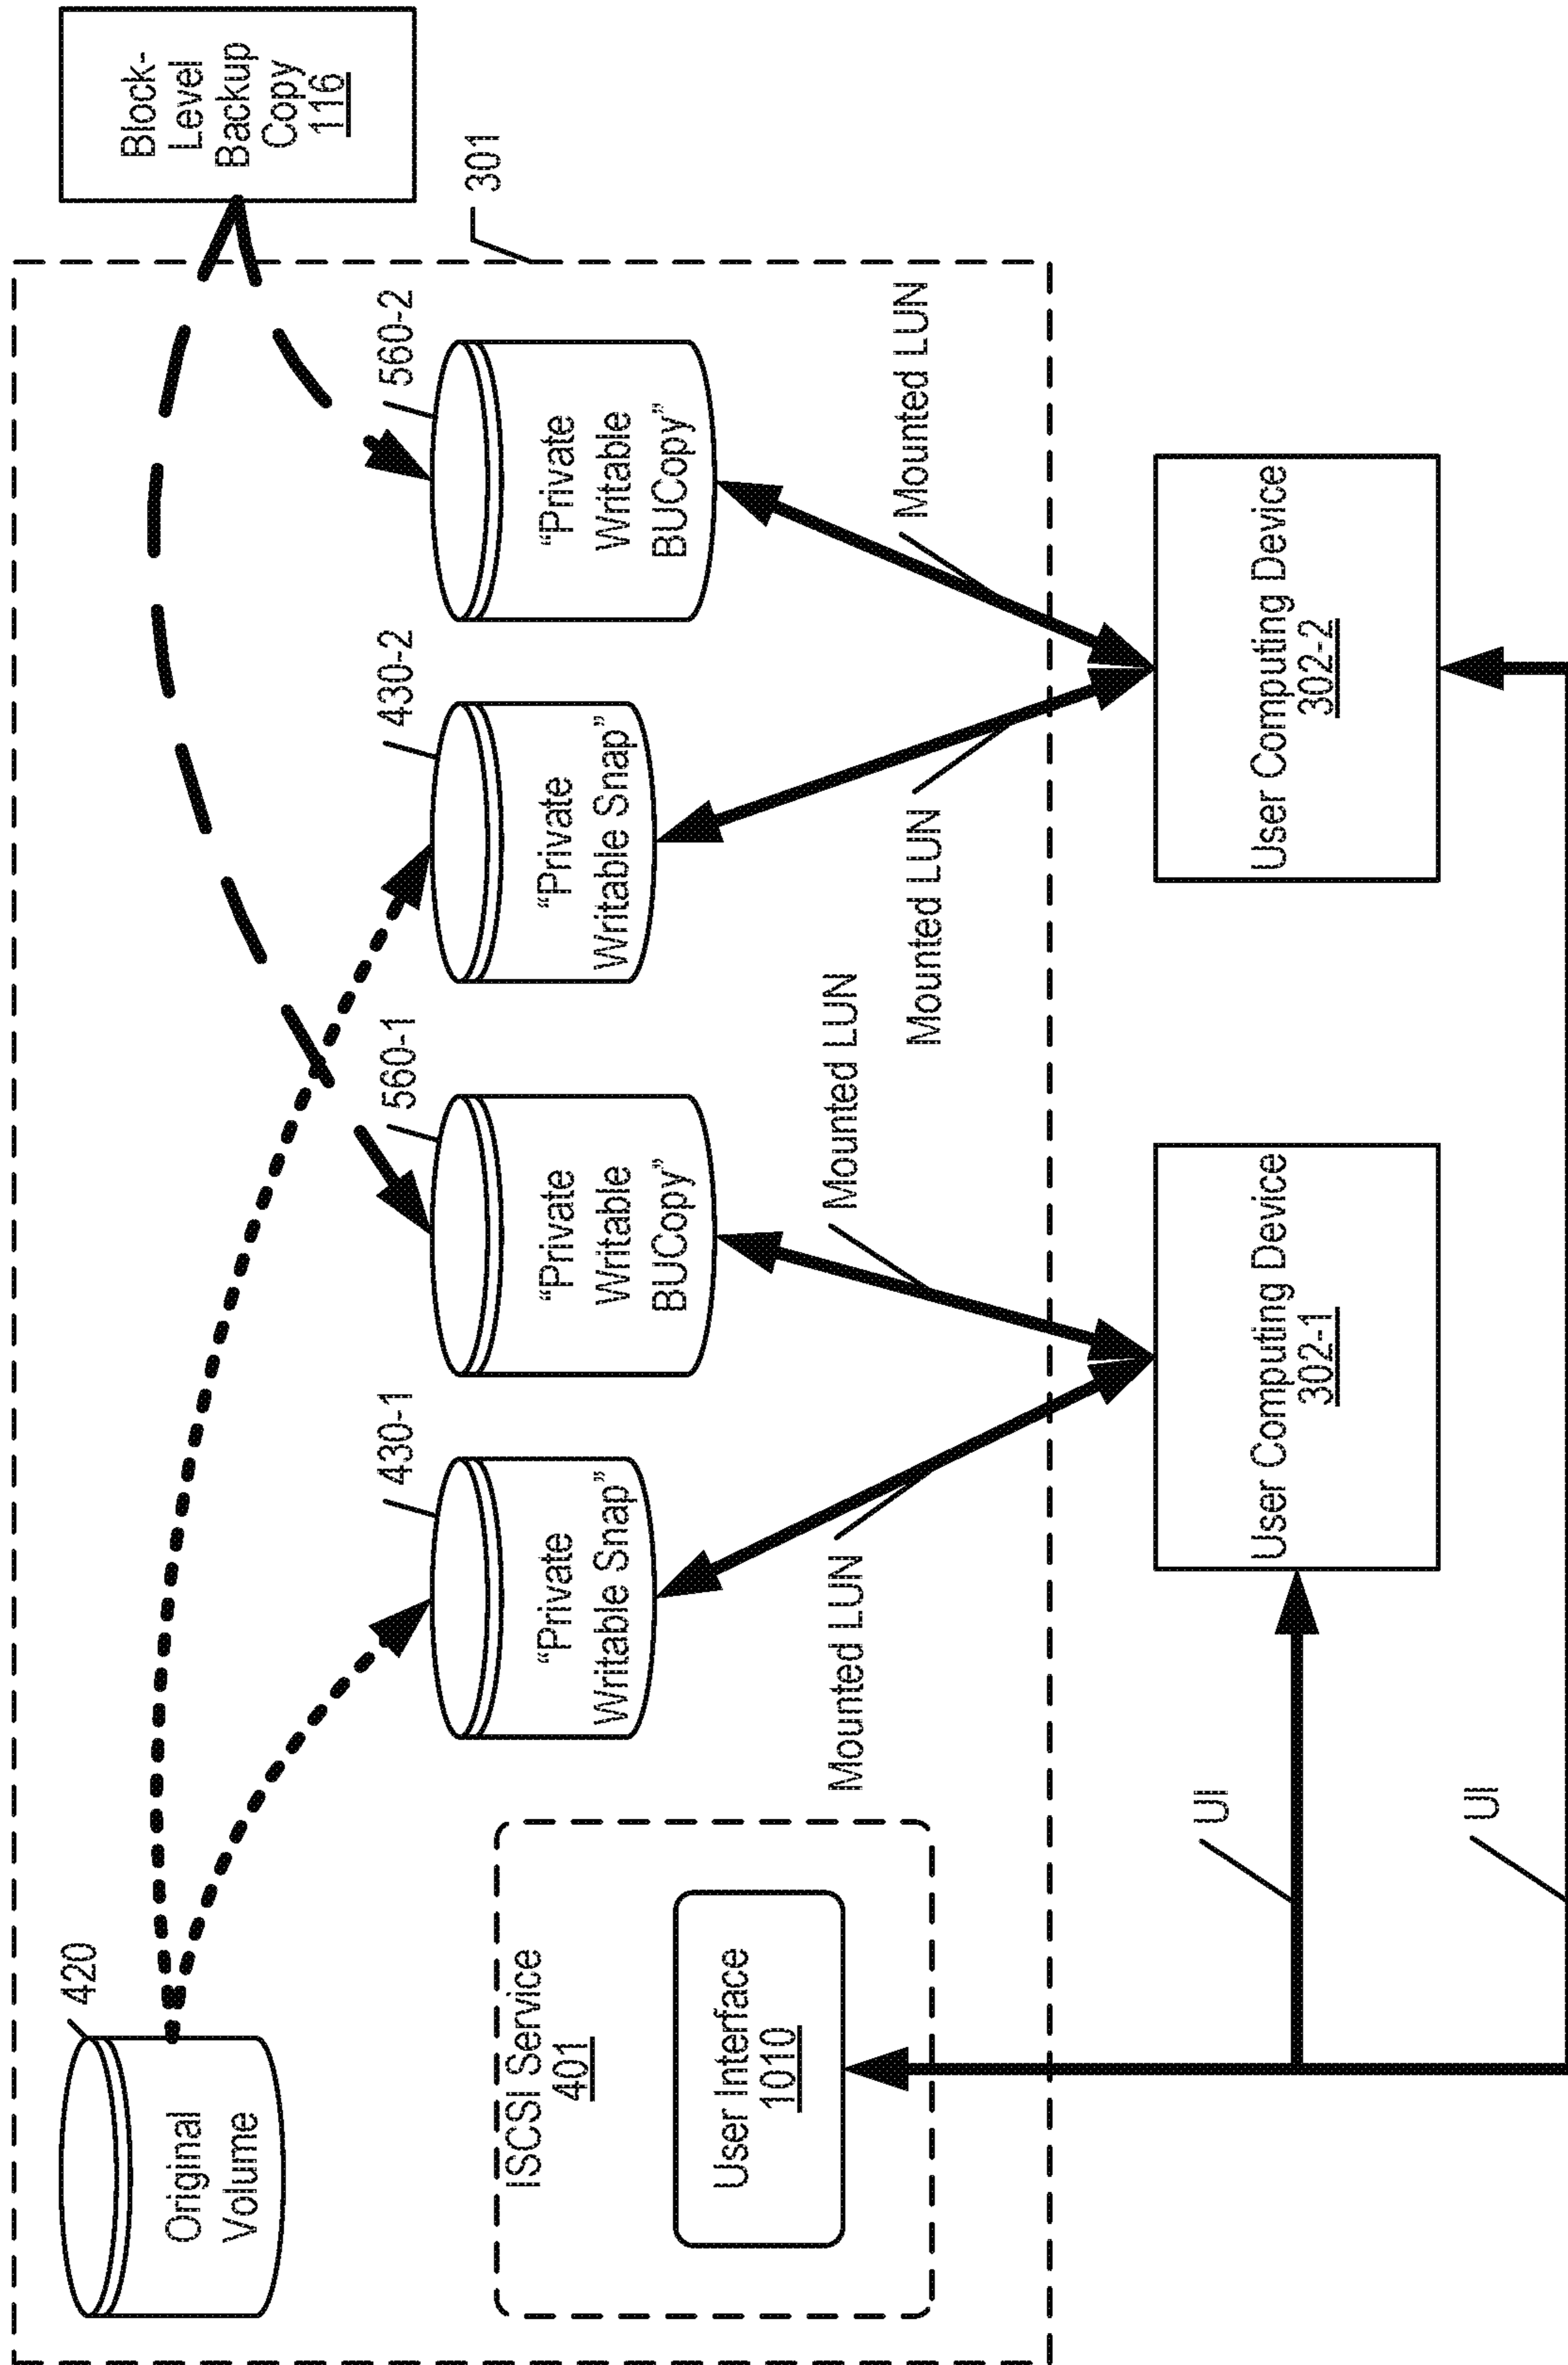 420
Original
Volume
Block-
Level
Backup
Copy
116
301
430-1
"Private
Writable Snap"
560-1
"Private
Writable
BUCopy"
430-2
"Private
Writable Snap"
560-2
"Private
Writable
BUCopy"
iSCSI Service
401
User Interface
1010
Mounted LUN
Mounted LUN
Mounted LUN
Mounted LUN
User Computing Device
302-1
User Computing Device
302-2
UI
UI